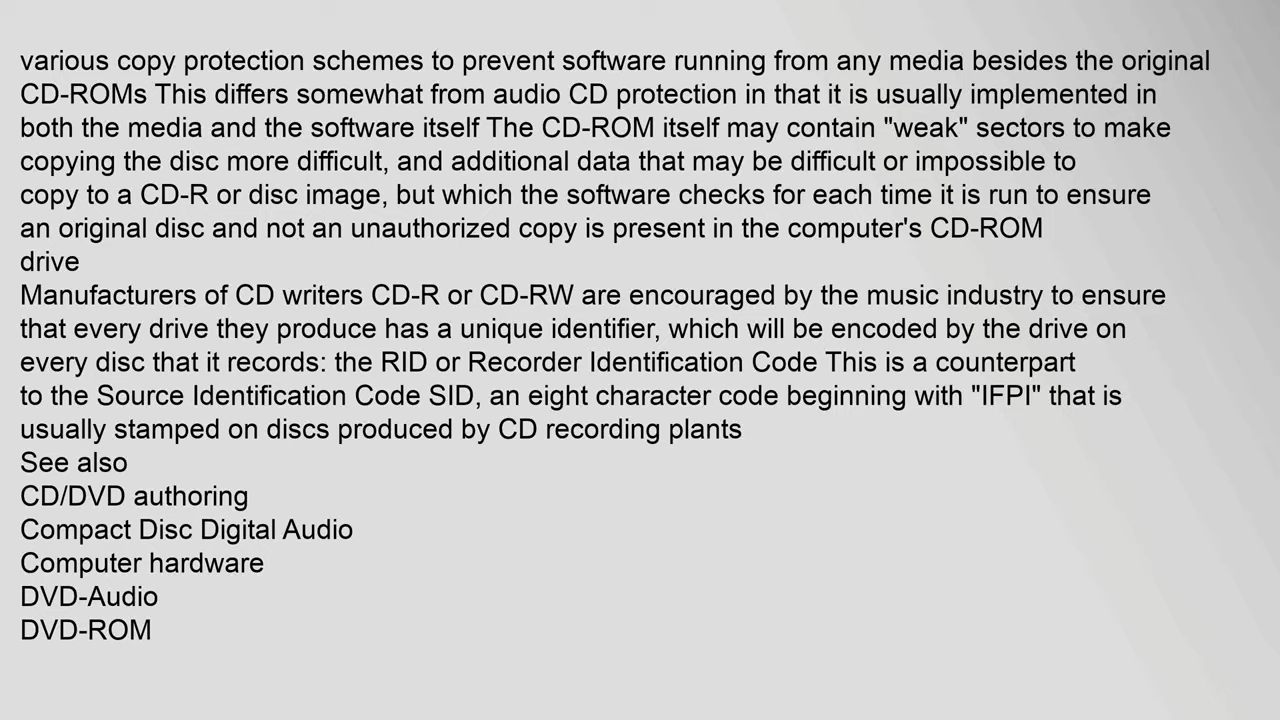 various copy protection schemes to prevent software running from any media besides the original
CD-ROMs This differs somewhat from audio CD protection in that it is usually implemented in
both the media and the software itself The CD-ROM itself may contain "weak" sectors to make
copying the disc more difficult, and additional data that may be difficult or impossible to
copy to a CD-R or disc image, but which the software checks for each time it is run to ensure
an original disc and not an unauthorized copy is present in the computer's CD-ROM
drive
Manufacturers of CD writers CD-R or CD-RW are encouraged by the music industry to ensure
that every drive they produce has a unique identifier, which will be encoded by the drive on
every disc that it records: the RID or Recorder Identification Code This is a counterpart
to the Source Identification Code SID, an eight character code beginning with "IFPI" that is
usually stamped on discs produced by CD recording plants
See also
CD/DVD authoring
Compact Disc Digital Audio
Computer hardware
DVD-Audio
DVD-ROM